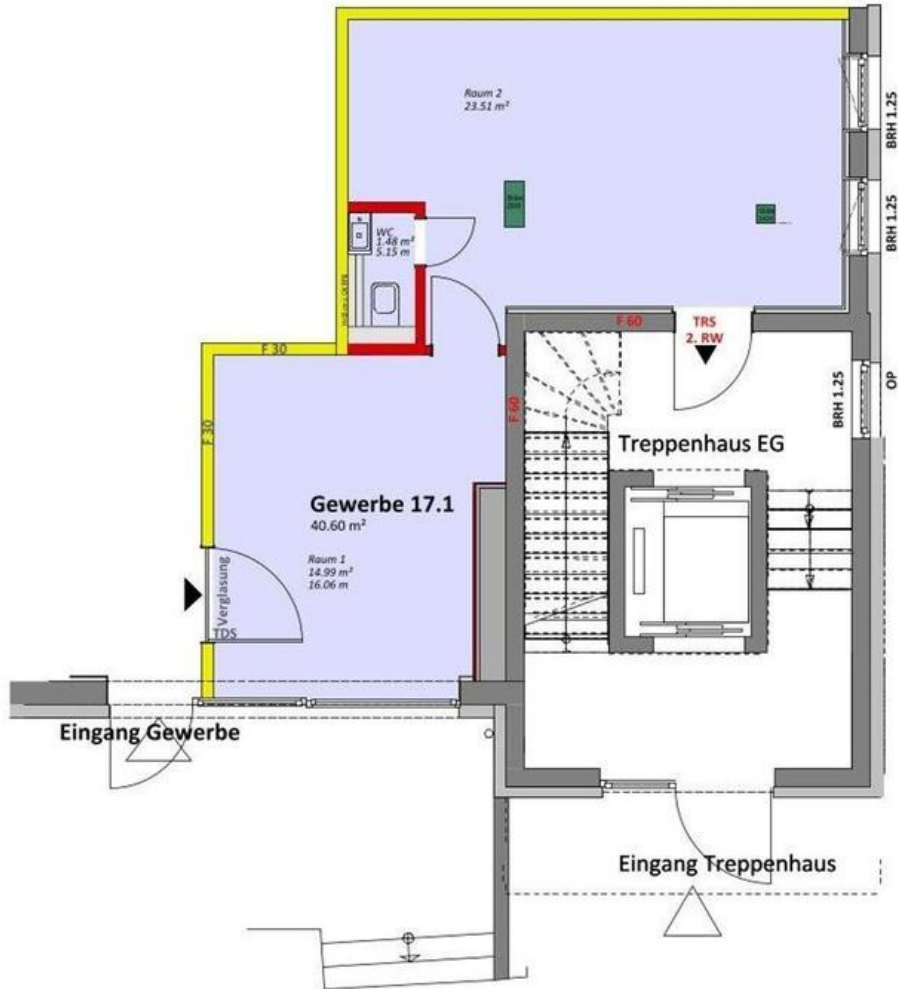 Raum 2
23.51 m²
BRH 1.25
BRH 1.25
WC
1.48 m²
5.15 m
F 60
TRS
2. RW
F 30
F 30
F 60
BRH 1.25
OP
Treppenhaus EG
Gewerbe 17.1
40.60 m²
Raum 1
14.99 m²
16.06 m
Verglasung
TDS
Eingang Gewerbe
Eingang Treppenhaus